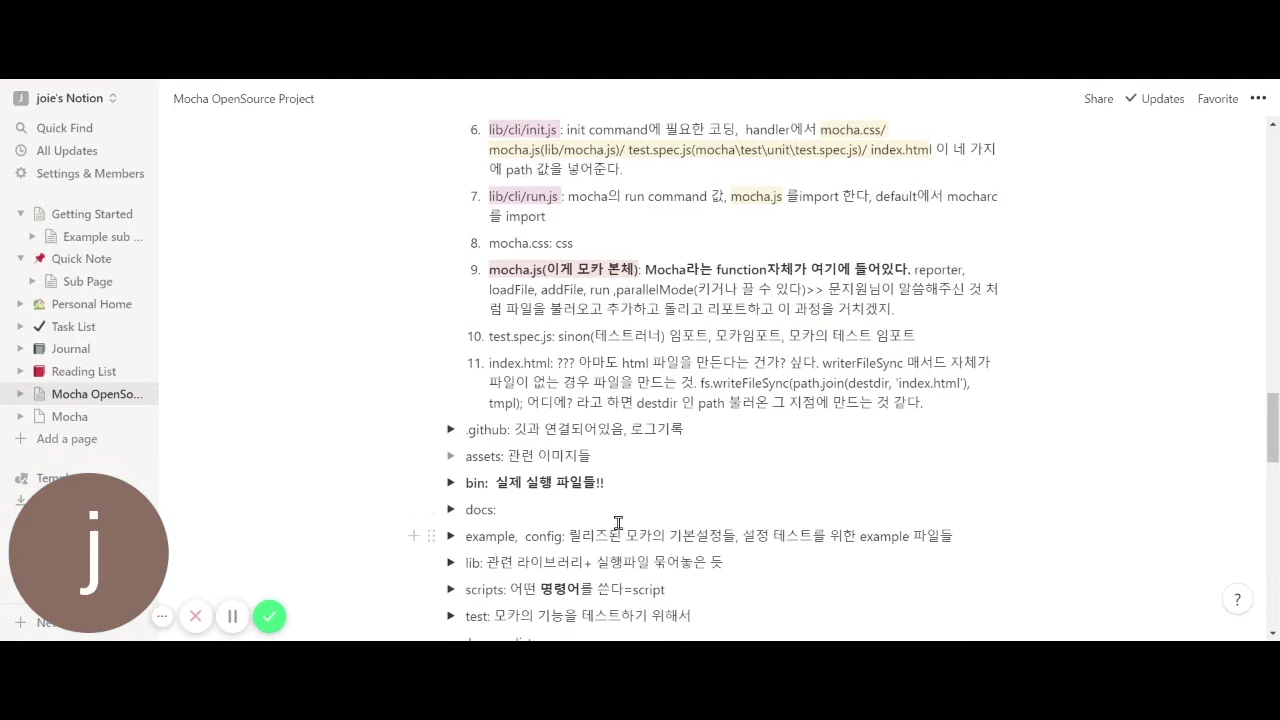 joie's Notion
Mocha OpenSource Project
Share
Updates
Favorite
Quick Find
All Updates
Settings & Members
Getting Started
Example sub ...
Quick Note
Sub Page
Personal Home
Task List
Journal
Reading List
Mocha OpenSo...
Mocha
Add a page
j
6. lib/cli/init.js : init command에 필요한 코딩, handler에서 mocha.css/
mocha.js(lib/mocha.js)/ test.spec.js(mocha\test\unit\test.spec.js)/ index.html 이 네 가지
에 path 값을 넣어준다.
7. lib/cli/run.js : mocha의 run command 값, mocha.js 를import 한다, default에서 mocharc
를 import
8. mocha.css: css
9. mocha.js(이게 모카 본체): Mocha라는 function자체가 여기에 들어있다. reporter,
loadFile, addFile, run ,parallelMode(키거나 끌 수 있다)>> 문지원님이 말씀해주신 것 처
럼 파일을 불러오고 추가하고 돌리고 리포트하고 이 과정을 거치겠지.
10. test.spec.js: sinon(테스트러너) 임포트, 모카임포트, 모카의 테스트 임포트
11. index.html: ??? 아마도 html 파일을 만든다는 건가? 싶다. writerFileSync 매서드 자체가
파일이 없는 경우 파일을 만드는 것. fs.writeFileSync(path.join(destdir, 'index.html'),
tmpl); 어디에? 라고 하면 destdir 인 path 불러온 그 지점에 만드는 것 같다.
.github: 깃과 연결되어있음, 로그기록
assets: 관련 이미지들
bin: 실제 실행 파일들!!
docs:
example, config: 릴리즈된 모카의 기본설정들, 설정 테스트를 위한 example 파일들
lib: 관련 라이브러리+ 실행파일 묶어놓은 듯
scripts: 어떤 명령어를 쓴다=script
test: 모카의 기능을 테스트하기 위해서
?